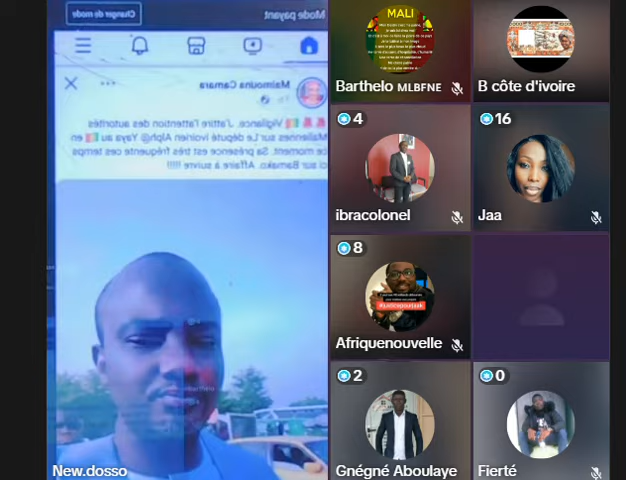 Mode payant
Changer de mode
Maimouna Camara
Vigilance. J'attire l'attention des autorités
Maliennes sur Le député ivoirien Alph@ Yaya au en
ce moment. Sa présence est très fréquente ces temps
ci sur Bamako. Affaire à suivre !!!!!
New.dosso
MALI
Barthelo MLBFNE
B côte d'ivoire
4
ibracolonel
16
Jaa
8
Afriquenouvelle
2
Gnégné Aboulaye
0
Fierté